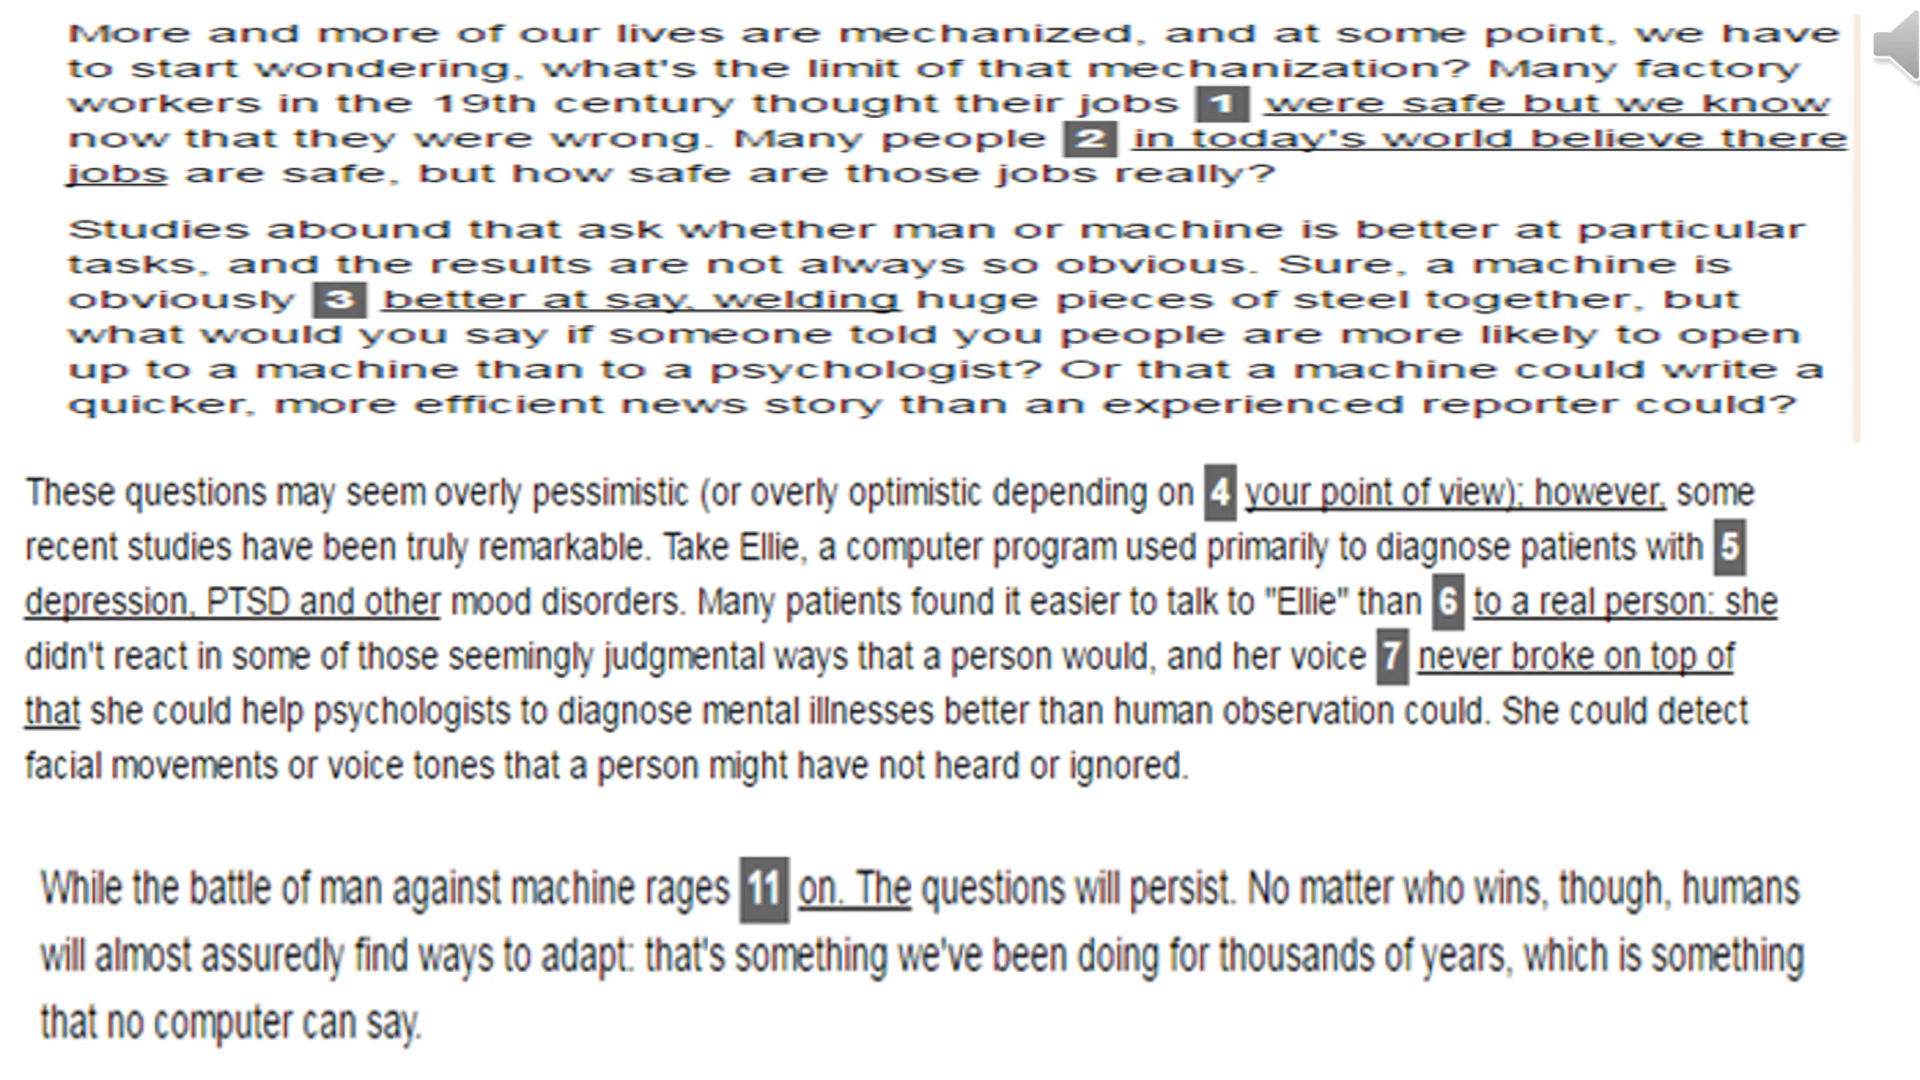 More and more of our lives are mechanized, and at some point, we have
to start wondering, what's the limit of that mechanization? Many factory
workers in the 19th century thought their jobs 1 were safe but we know
now that they were wrong. Many people 2 in today's world believe there
jobs are safe, but how safe are those jobs really?
Studies abound that ask whether man or machine is better at particular
tasks, and the results are not always so obvious. Sure, a machine is
obviously 3 better at say, welding huge pieces of steel together, but
what would you say if someone told you people are more likely to open
up to a machine than to a psychologist? Or that a machine could write a
quicker, more efficient news story than an experienced reporter could?
These questions may seem overly pessimistic (or overly optimistic depending on 4 your point of view); however, some
recent studies have been truly remarkable. Take Ellie, a computer program used primarily to diagnose patients with 5
depression, PTSD and other mood disorders. Many patients found it easier to talk to "Ellie" than 6 to a real person: she
didn't react in some of those seemingly judgmental ways that a person would, and her voice 7 never broke on top of
that she could help psychologists to diagnose mental illnesses better than human observation could. She could detect
facial movements or voice tones that a person might have not heard or ignored.
While the battle of man against machine rages 11 on. The questions will persist. No matter who wins, though, humans
will almost assuredly find ways to adapt: that's something we've been doing for thousands of years, which is something
that no computer can say.